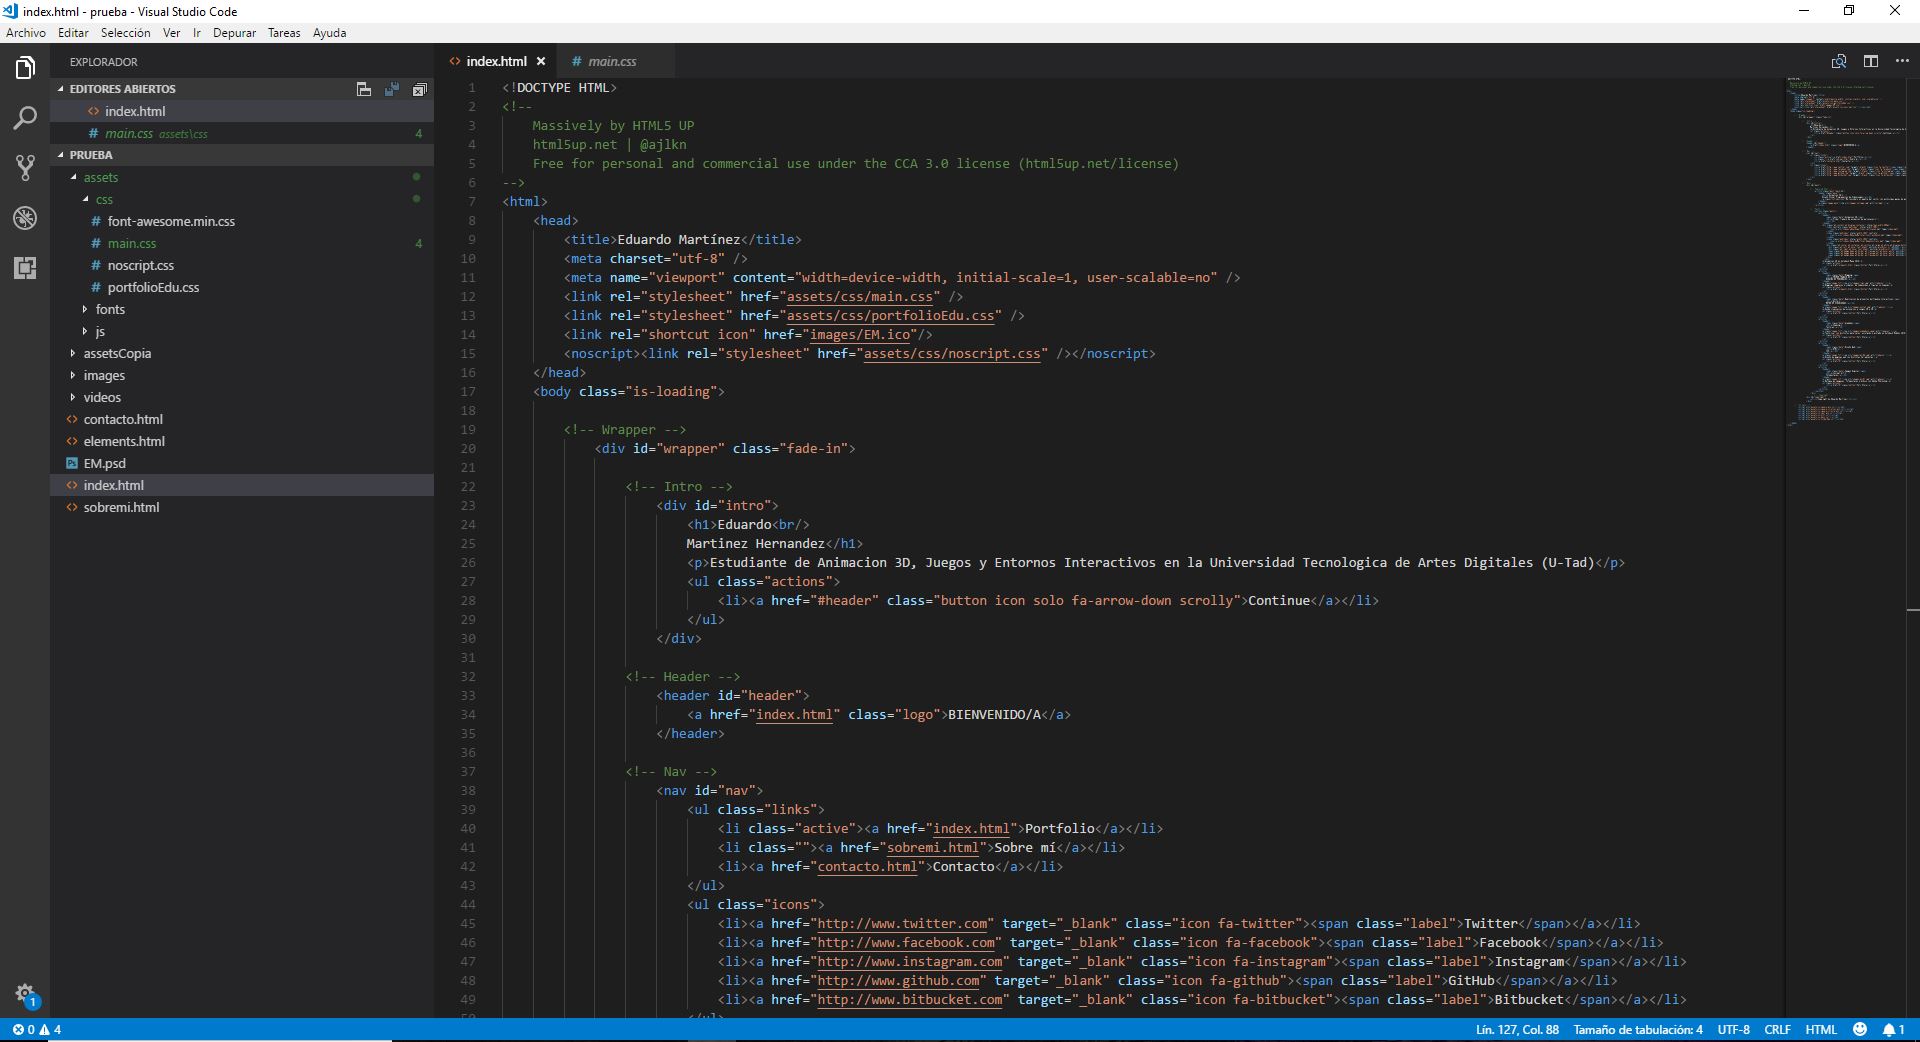 index.html - prueba - Visual Studio Code
Archivo Editar Selección Ver Ir Depurar Tareas Ayuda
EXPLORADOR
EDITORES ABIERTOS
index.html
main.css assets\css 4
PRUEBA
assets
css
font-awesome.min.css
main.css 4
noscript.css
portfolioEdu.css
fonts
js
assetsCopia
images
videos
contacto.html
elements.html
EM.psd
index.html
sobremi.html
index.html main.css
1 <!DOCTYPE HTML>
2 <!--
3 Massively by HTML5 UP
4 html5up.net | @ajlkn
5 Free for personal and commercial use under the CCA 3.0 license (html5up.net/license)
6 -->
7 <html>
8 <head>
9 <title>Eduardo Martínez</title>
10 <meta charset="utf-8" />
11 <meta name="viewport" content="width=device-width, initial-scale=1, user-scalable=no" />
12 <link rel="stylesheet" href="assets/css/main.css" />
13 <link rel="stylesheet" href="assets/css/portfolioEdu.css" />
14 <link rel="shortcut icon" href="images/EM.ico"/>
15 <noscript><link rel="stylesheet" href="assets/css/noscript.css" /></noscript>
16 </head>
17 <body class="is-loading">
18
19 <!-- Wrapper -->
20 <div id="wrapper" class="fade-in">
21
22 <!-- Intro -->
23 <div id="intro">
24 <h1>Eduardo<br/>
25 Martinez Hernandez</h1>
26 <p>Estudiante de Animacion 3D, Juegos y Entornos Interactivos en la Universidad Tecnologica de Artes Digitales (U-Tad)</p>
27 <ul class="actions">
28 <li><a href="#header" class="button icon solo fa-arrow-down scrolly">Continue</a></li>
29 </ul>
30 </div>
31
32 <!-- Header -->
33 <header id="header">
34 <a href="index.html" class="logo">BIENVENIDO/A</a>
35 </header>
36
37 <!-- Nav -->
38 <nav id="nav">
39 <ul class="links">
40 <li class="active"><a href="index.html">Portfolio</a></li>
41 <li class=""><a href="sobremi.html">Sobre mí</a></li>
42 <li><a href="contacto.html">Contacto</a></li>
43 </ul>
44 <ul class="icons">
45 <li><a href="http://www.twitter.com" target="_blank" class="icon fa-twitter"><span class="label">Twitter</span></a></li>
46 <li><a href="http://www.facebook.com" target="_blank" class="icon fa-facebook"><span class="label">Facebook</span></a></li>
47 <li><a href="http://www.instagram.com" target="_blank" class="icon fa-instagram"><span class="label">Instagram</span></a></li>
48 <li><a href="http://www.github.com" target="_blank" class="icon fa-github"><span class="label">GitHub</span></a></li>
49 <li><a href="http://www.bitbucket.com" target="_blank" class="icon fa-bitbucket"><span class="label">Bitbucket</span></a></li>
50 </ul>
1
0 4 Lín. 127, Col. 88 Tamaño de tabulación: 4 UTF-8 CRLF HTML 1